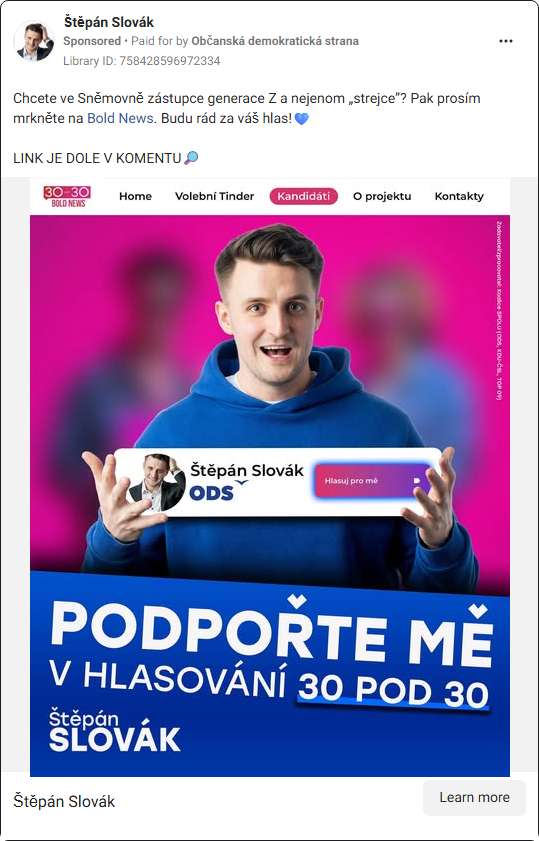 Štěpán Slovák
Sponsored • Paid for by Občanská demokratická strana
Library ID: 758428596972334
Chcete ve Sněmovně zástupce generace Z a nejenom „strejce"? Pak prosím
mrkněte na Bold News. Budu rád za váš hlas!💙
LINK JE DOLE V KOMENTU🔎
30-30
BOLD NEWS
Home
Volební Tinder
Kandidáti
O projektu
Kontakty
Zadavatel/zpracovatel: Koalice SPOLU (ODS, KDU-ČSL, TOP 09)
Štěpán Slovák
ODS
Hlasuj pro mě
PODPOŘTE MĚ
V HLASOVÁNÍ 30 POD 30
Štěpán
SLOVÁK
Štěpán Slovák
Learn more